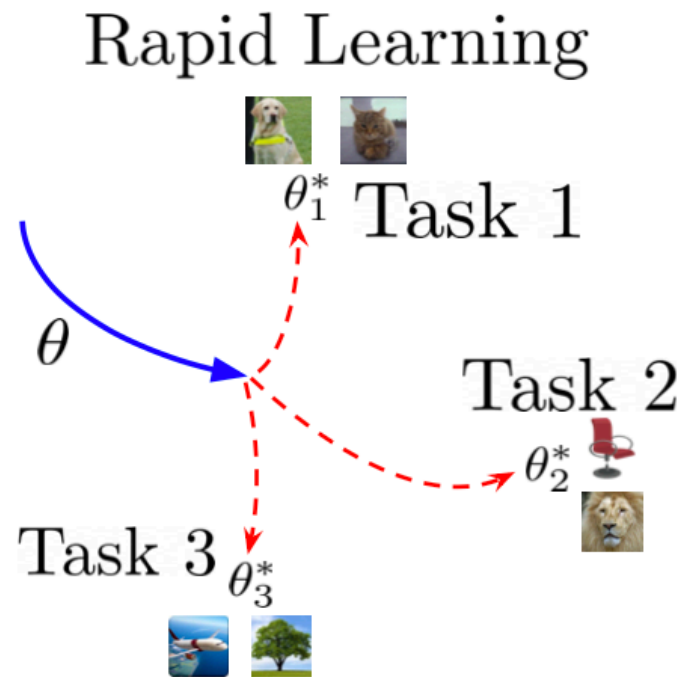 Rapid Learning
θ₁* Task 1
θ
Task 2
θ₂*
Task 3
θ₃*